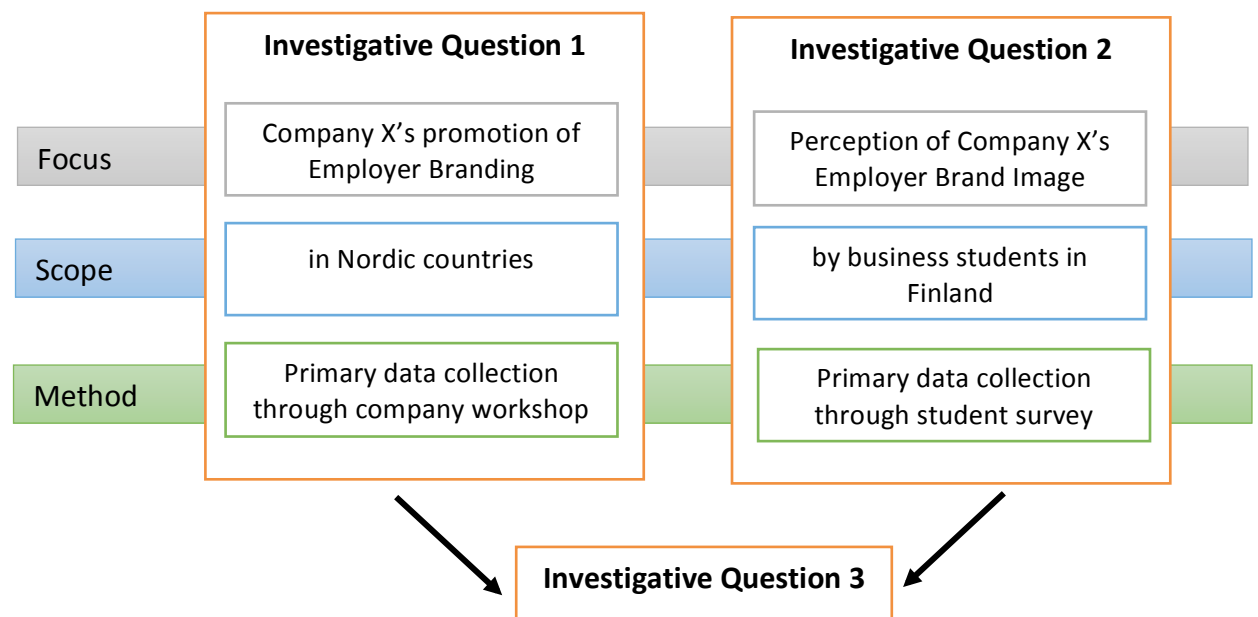 Investigative Question 1
Investigative Question 2
Focus
Company X's promotion of
Employer Branding
Perception of Company X's
Employer Brand Image
Scope
in Nordic countries
by business students in
Finland
Method
Primary data collection
through company workshop
Primary data collection
through student survey
Investigative Question 3